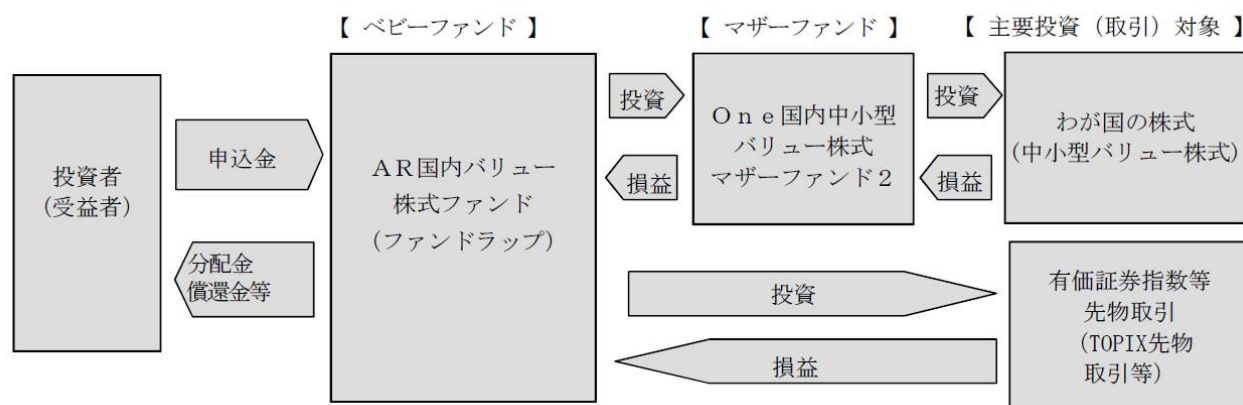 【 ベビーファンド 】
【 マザーファンド 】
【 主要投資（取引）対象 】
投資者
(受益者)
申込金
分配金
償還金等
ＡＲ国内バリュー
株式ファンド
(ファンドラップ)
投資
損益
Ｏｎｅ国内中小型
バリュー株式
マザーファンド２
投資
損益
わが国の株式
(中小型バリュー株式)
投資
損益
有価証券指数等
先物取引
(TOPIX先物
取引等)